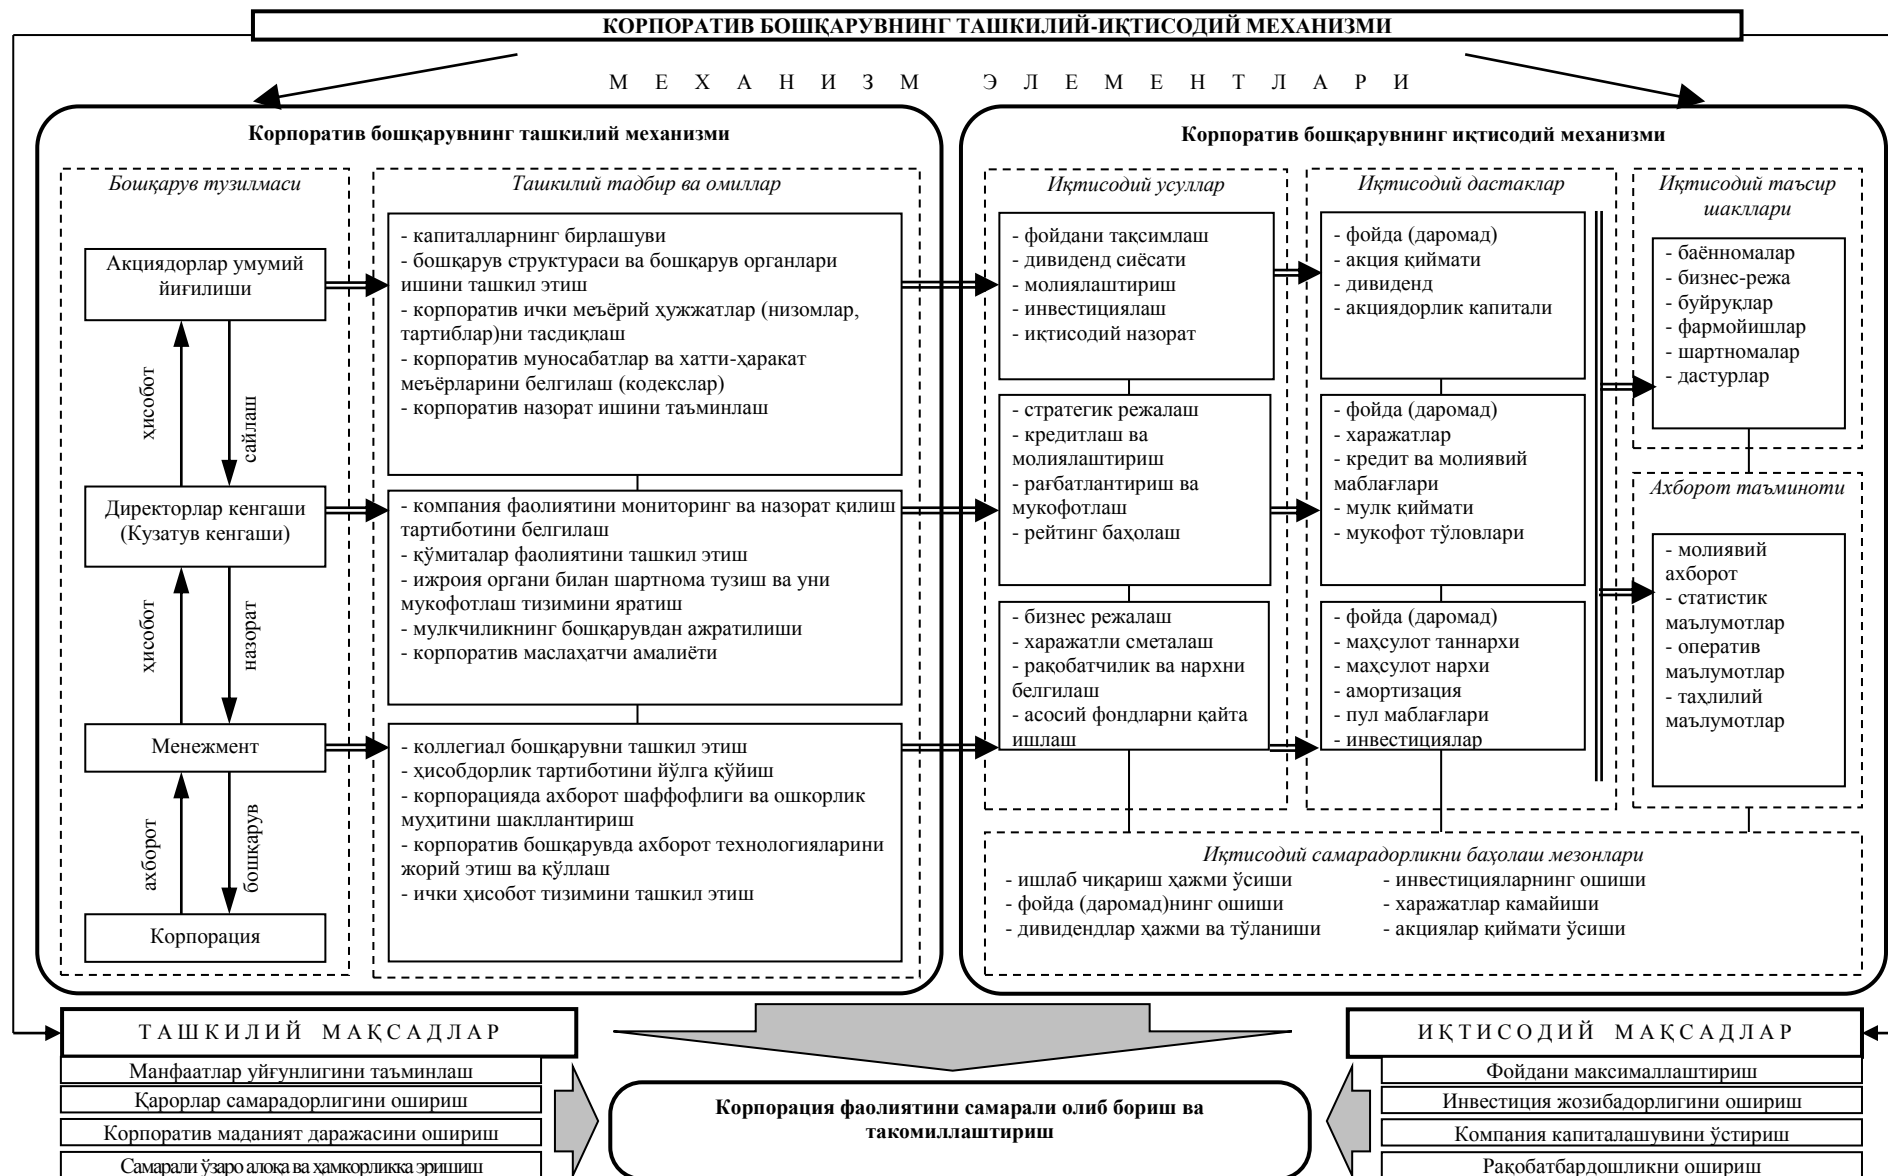 КОРПОРАТИВ БОШҚАРУВНИНГ ТАШКИЛИЙ-ИҚТИСОДИЙ МЕХАНИЗМИ
М Е Х А Н И З М Э Л Е М Е Н Т Л А Р И
Корпоратив бошқарувнинг ташкилий механизми
Бошқарув тузилмаси
Акциядорлар умумий
йиғилиши
ҳисобот
сайлаш
Директорлар кенгаши
(Кузатув кенгаши)
ҳисобот
назорат
Менежмент
ахборот
бошқарув
Корпорация
Ташкилий тадбир ва омиллар
- капиталларнинг бирлашуви
- бошқарув структураси ва бошқарув органлари
ишини ташкил этиш
- корпоратив ички меъёрий ҳужжатлар (низомлар,
тартиблар)ни тасдиқлаш
- корпоратив муносабатлар ва хатти-ҳаракат
меъёрларини белгилаш (кодекслар)
- корпоратив назорат ишини таъминлаш
- компания фаолиятини мониторинг ва назорат қилиш
тартиботини белгилаш
- қўмиталар фаолиятини ташкил этиш
- ижроия органи билан шартнома тузиш ва уни
мукофотлаш тизимини яратиш
- мулкчиликнинг бошқарувдан ажратилиши
- корпоратив маслаҳатчи амалиёти
- коллегиал бошқарувни ташкил этиш
- ҳисобдорлик тартиботини йўлга қўйиш
- корпорацияда ахборот шаффофлиги ва ошкорлик
муҳитини шакллантириш
- корпоратив бошқарувда ахборот технологияларини
жорий этиш ва қўллаш
- ички ҳисобот тизимини ташкил этиш
Корпоратив бошқарувнинг иқтисодий механизми
Иқтисодий усуллар
- фойдани тақсимлаш
- дивиденд сиёсати
- молиялаштириш
- инвестициялаш
- иқтисодий назорат
- стратегик режалаш
- кредитлаш ва
молиялаштириш
- рағбатлантириш ва
мукофотлаш
- рейтинг баҳолаш
- бизнес режалаш
- харажатли сметалаш
- рақобатчилик ва нархни
белгилаш
- асосий фондларни қайта
ишлаш
Иқтисодий дастаклар
- фойда (даромад)
- акция қиймати
- дивиденд
- акциядорлик капитали
- фойда (даромад)
- харажатлар
- кредит ва молиявий
маблағлари
- мулк қиймати
- мукофот тўловлари
- фойда (даромад)
- маҳсулот таннархи
- маҳсулот нархи
- амортизация
- пул маблағлари
- инвестициялар
Иқтисодий таъсир
шакллари
- баённомалар
- бизнес-режа
- буйруқлар
- фармойишлар
- шартномалар
- дастурлар
Ахборот таъминоти
- молиявий
ахборот
- статистик
маълумотлар
- оператив
маълумотлар
- таҳлилий
маълумотлар
Иқтисодий самарадорликни баҳолаш мезонлари
- ишлаб чиқариш ҳажми ўсиши
- фойда (даромад)нинг ошиши
- дивидендлар ҳажми ва тўланиши
- инвестицияларнинг ошиши
- харажатлар камайиши
- акциялар қиймати ўсиши
Т А Ш К И Л И Й М А Қ С А Д Л А Р
Манфаатлар уйғунлигини таъминлаш
Қарорлар самарадорлигини ошириш
Корпоратив маданият даражасини ошириш
Самарали ўзаро алоқа ва ҳамкорликка эришиш
Корпорация фаолиятини самарали олиб бориш ва
такомиллаштириш
И Қ Т И С О Д И Й М А Қ С А Д Л А Р
Фойдани максималлаштириш
Инвестиция жозибадорлигини ошириш
Компания капиталашувини ўстириш
Рақобатбардошликни ошириш